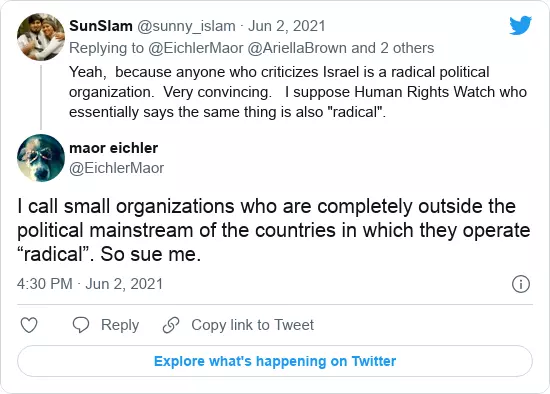 SunSlam @sunny_islam · Jun 2, 2021
Replying to @EichlerMaor @AriellaBrown and 2 others
Yeah,  because anyone who criticizes Israel is a radical political
organization.  Very convincing.   I suppose Human Rights Watch who
essentially says the same thing is also "radical".
maor eichler
@EichlerMaor
I call small organizations who are completely outside the
political mainstream of the countries in which they operate
“radical”. So sue me.
4:30 PM · Jun 2, 2021
Reply
Copy link to Tweet
Explore what's happening on Twitter